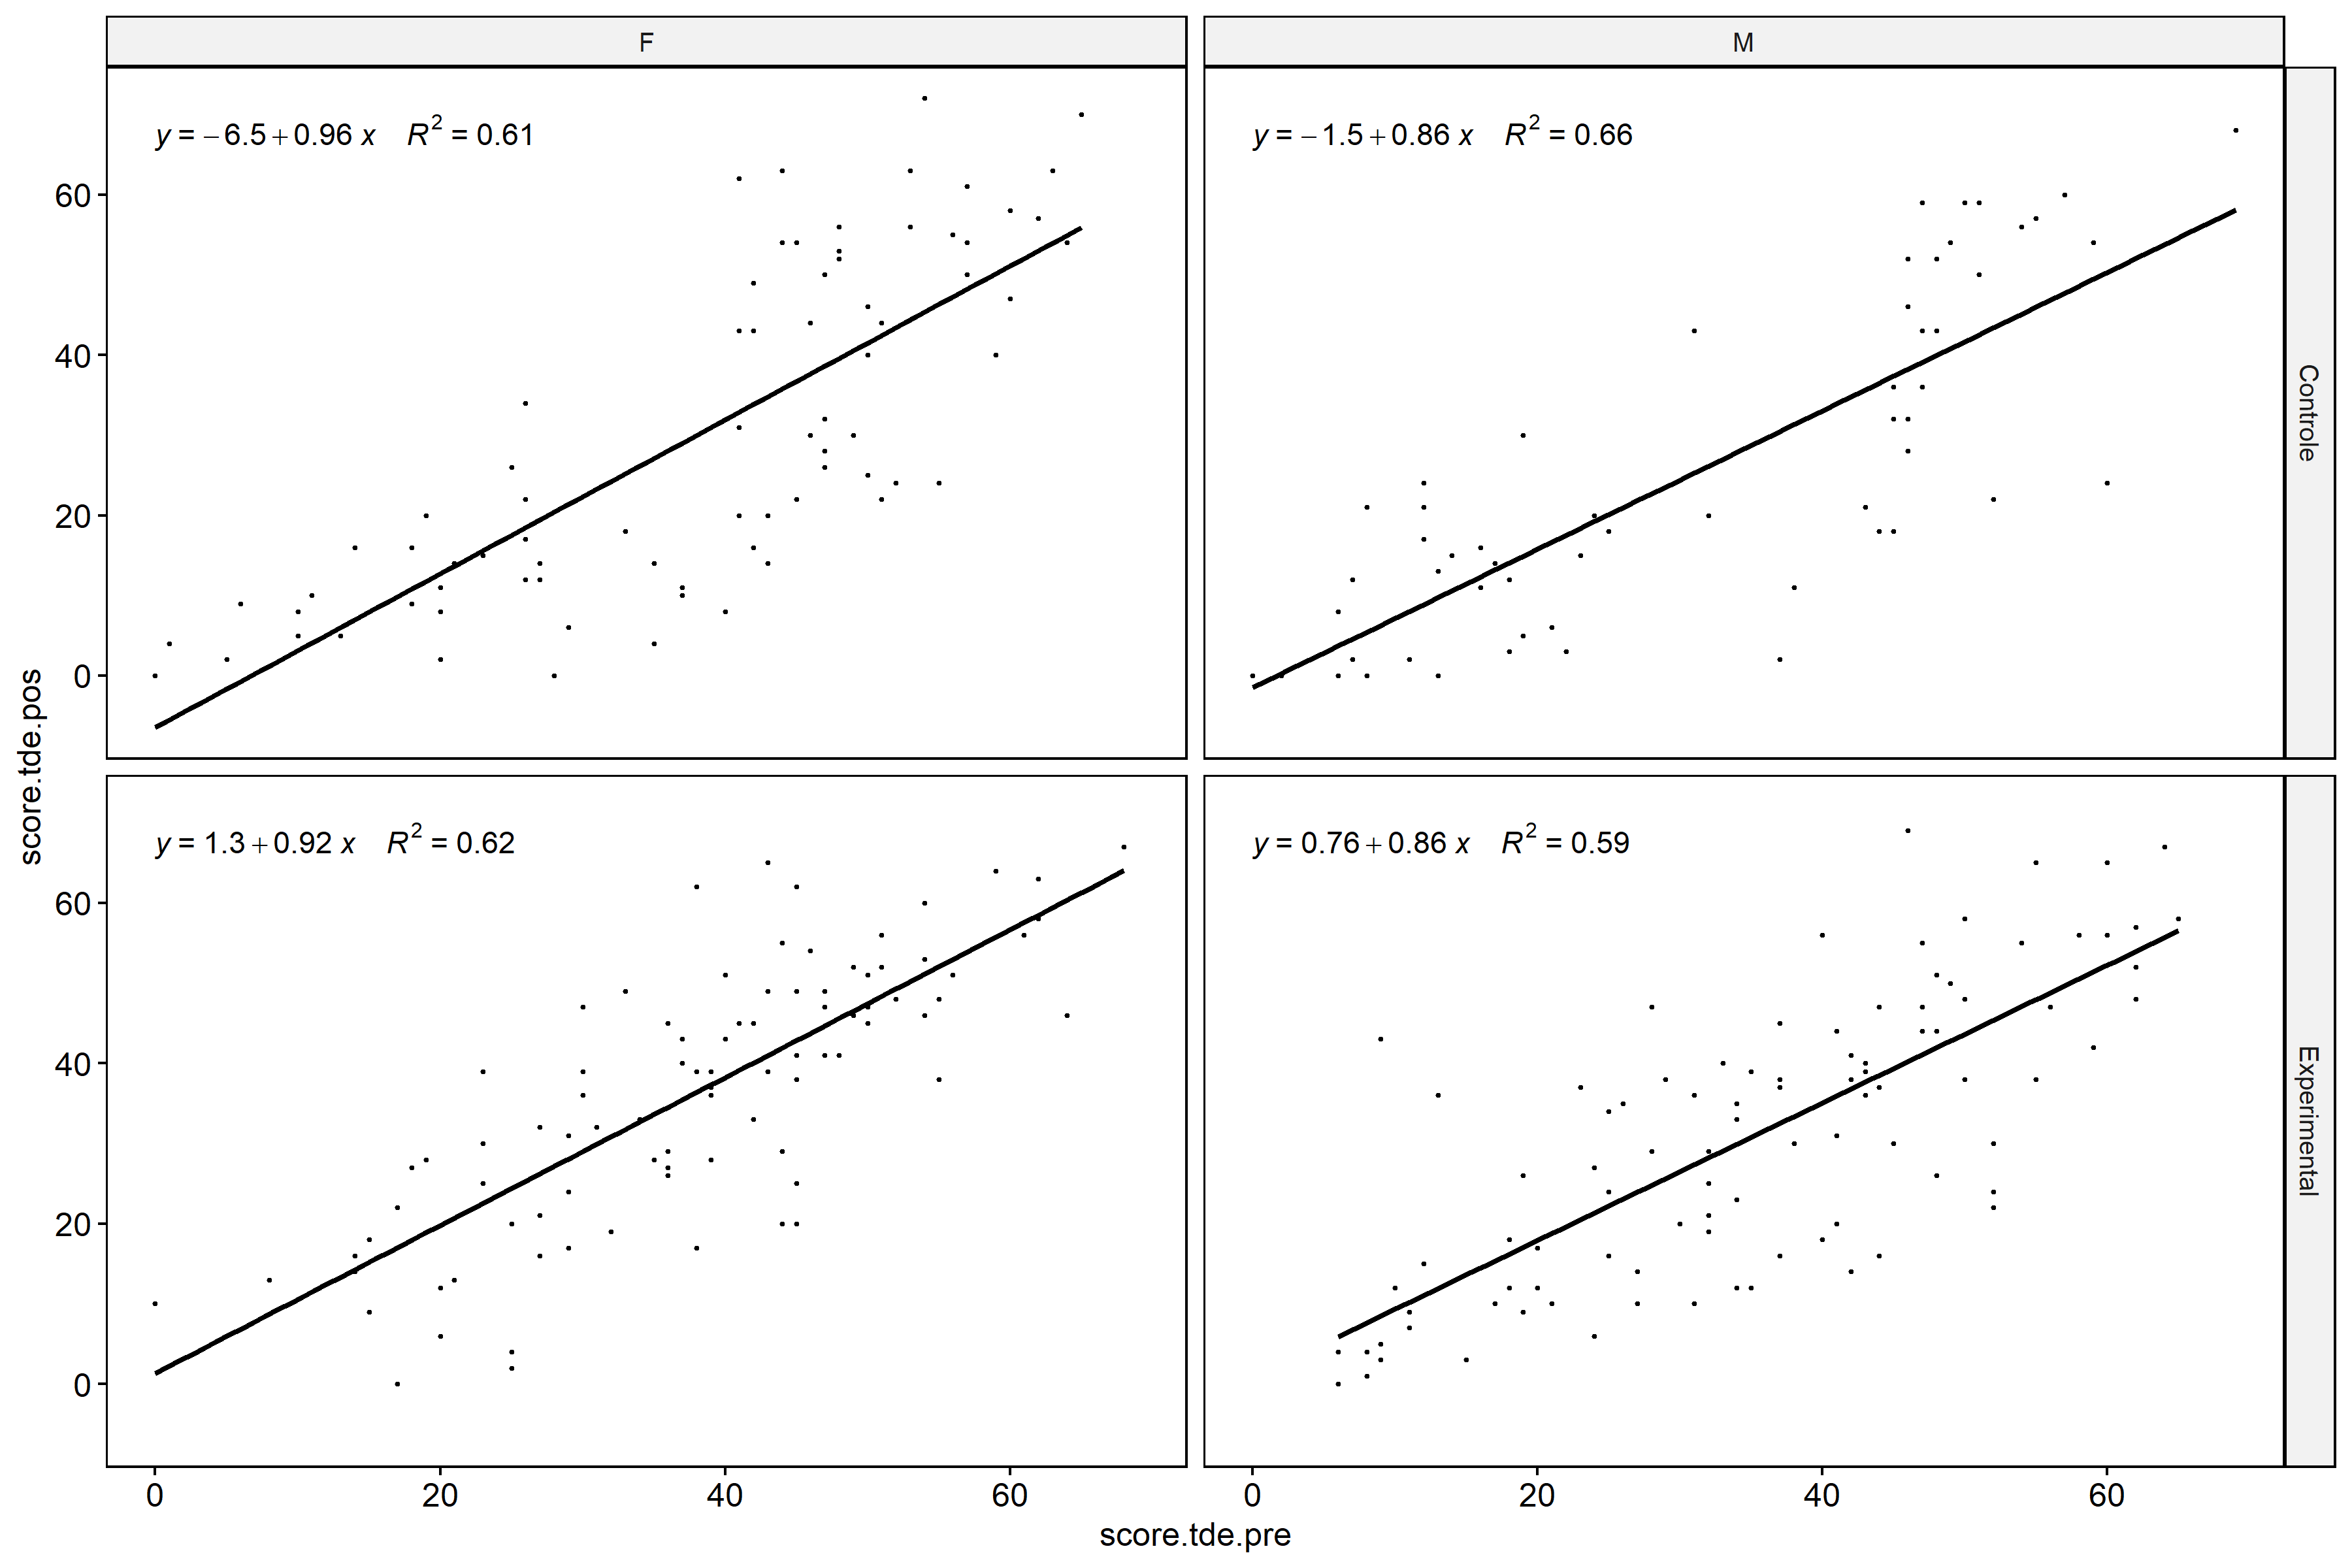 F
M
y = −6.5 + 0.96 x R² = 0.61
y = −1.5 + 0.86 x R² = 0.66
Controle
60
40
20
0
score.tde.pos
y = 1.3 + 0.92 x R² = 0.62
y = 0.76 + 0.86 x R² = 0.59
Experimental
60
40
20
0
0 20 40 60
0 20 40 60
score.tde.pre